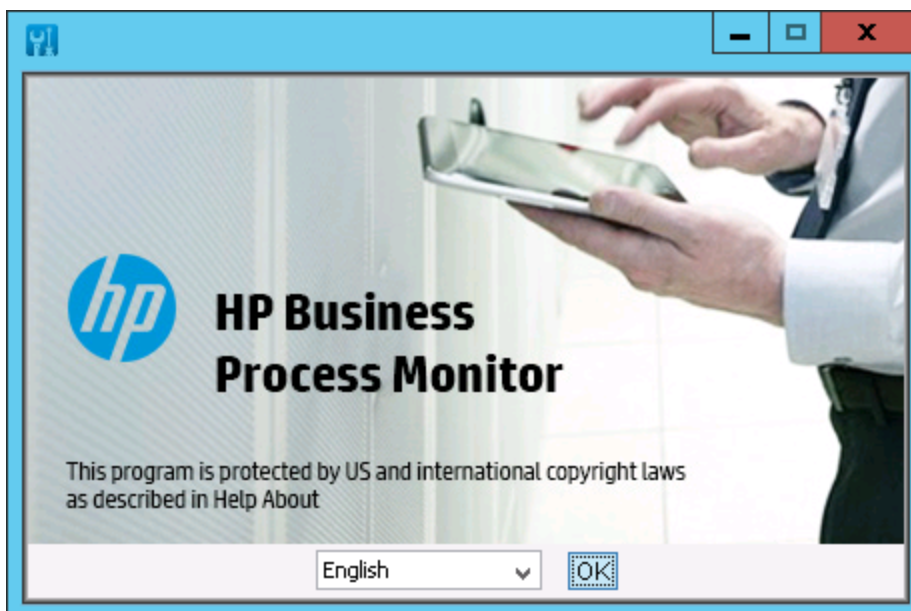 hp
HP Business
Process Monitor
This program is protected by US and international copyright laws
as described in Help About
English
OK